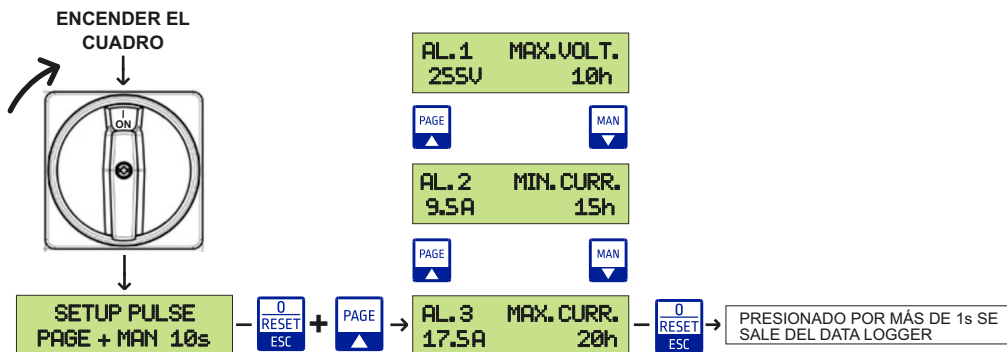 ENCENDER EL
CUADRO
I
ON
SETUP PULSE
PAGE + MAN 10s
0
RESET
ESC
+
PAGE
AL.1 MAX.VOLT.
255V 10h
PAGE
MAN
AL.2 MIN.CURR.
9.5A 15h
PAGE
MAN
AL.3 MAX.CURR.
17.5A 20h
0
RESET
ESC
PRESIONADO POR MÁS DE 1s SE
SALE DEL DATA LOGGER